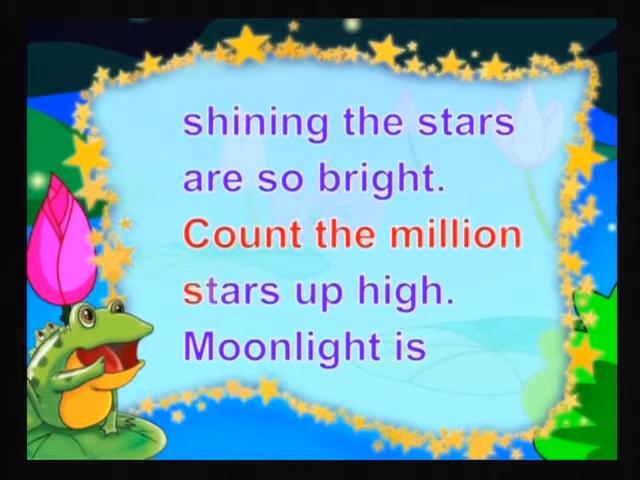 shining the stars
are so bright.
Count the million
stars up high.
Moonlight is